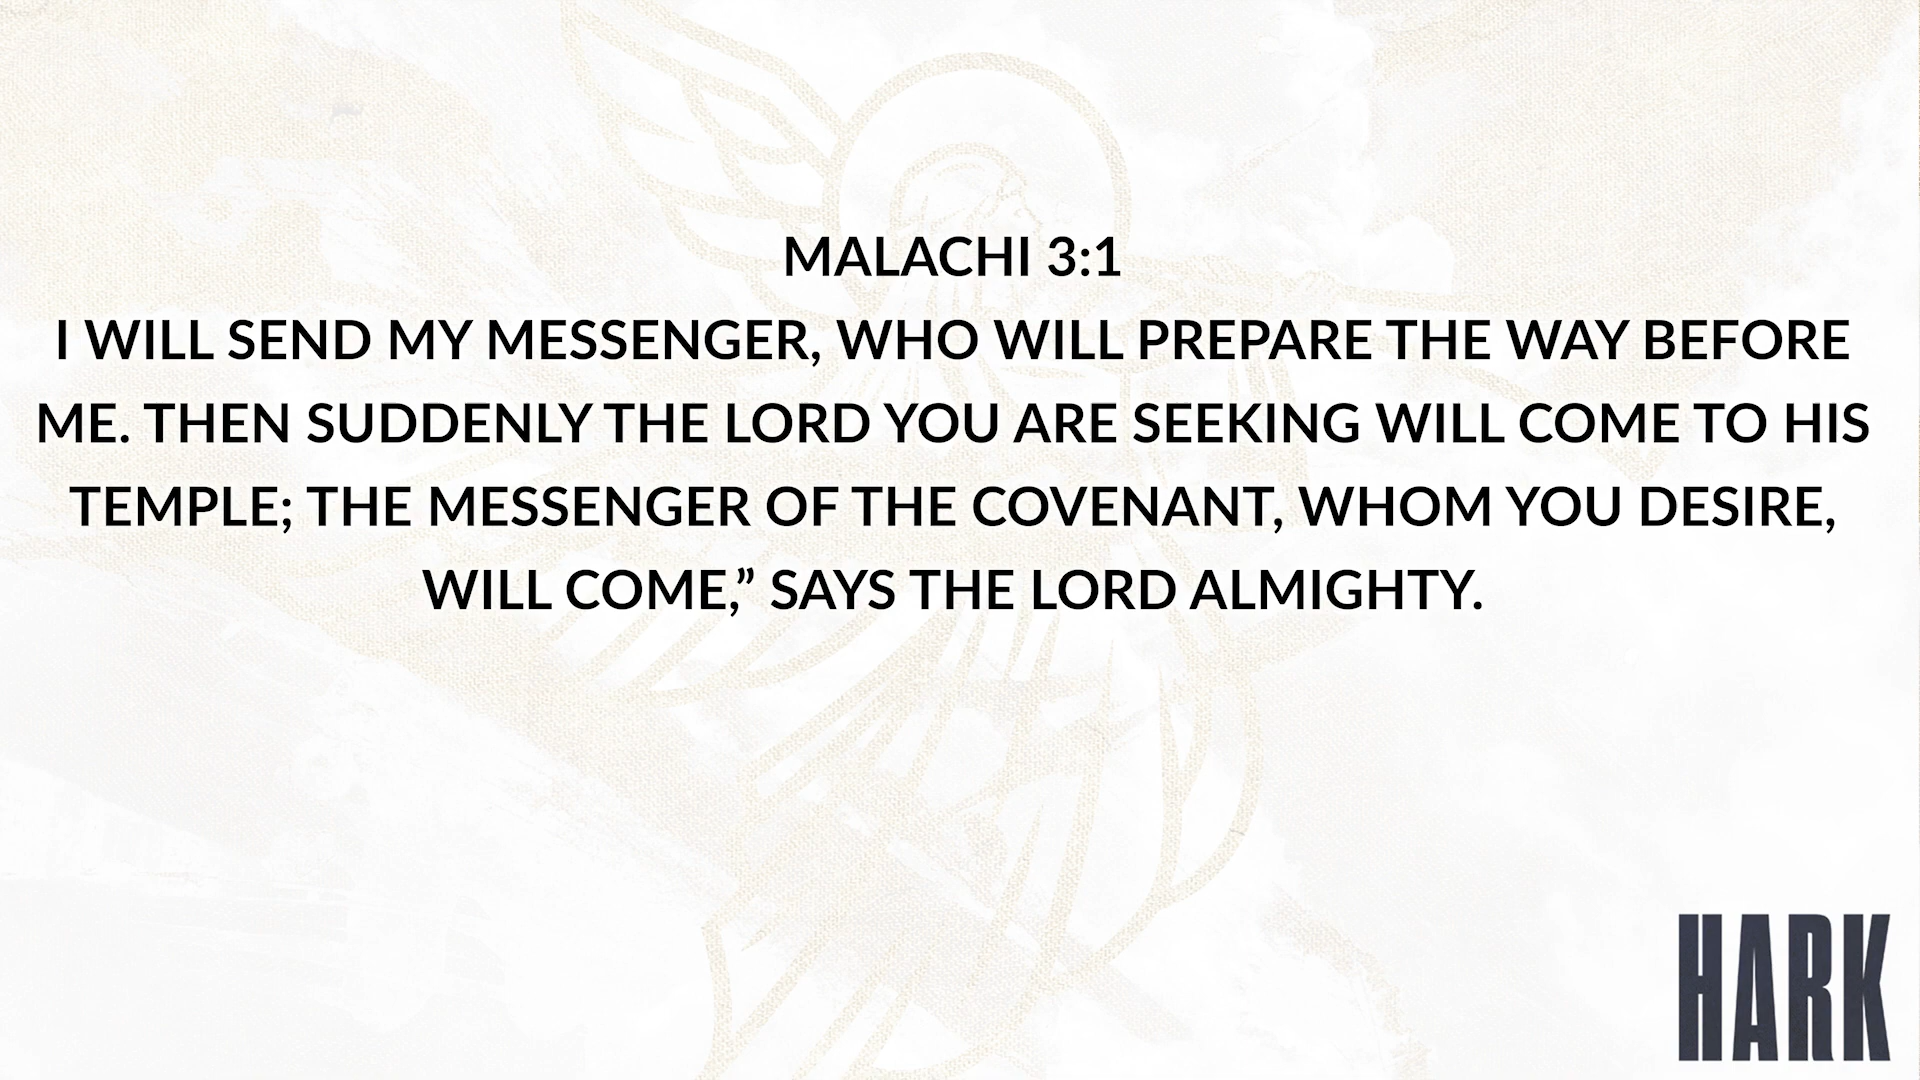 MALACHI 3:1
I WILL SEND MY MESSENGER, WHO WILL PREPARE THE WAY BEFORE
ME. THEN SUDDENLY THE LORD YOU ARE SEEKING WILL COME TO HIS
TEMPLE; THE MESSENGER OF THE COVENANT, WHOM YOU DESIRE,
WILL COME,” SAYS THE LORD ALMIGHTY.
HARK